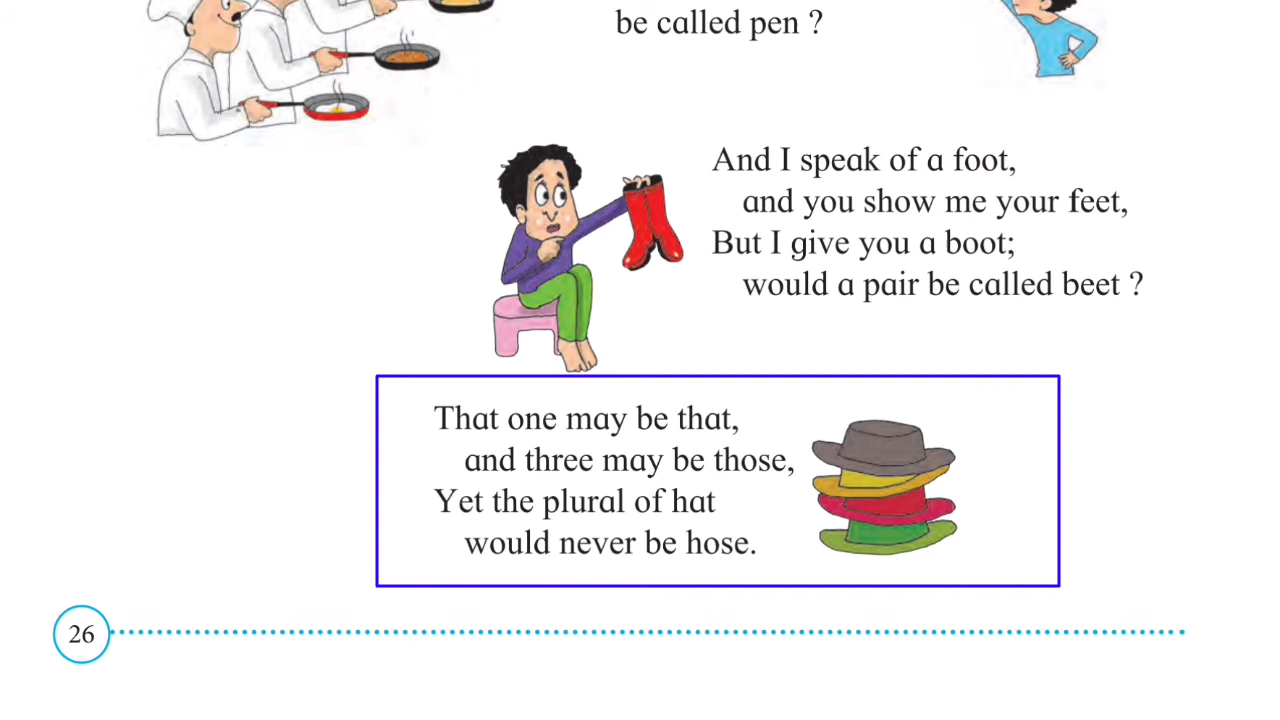 be called pen ?
And I speak of a foot,
and you show me your feet,
But I give you a boot;
would a pair be called beet ?
That one may be that,
and three may be those,
Yet the plural of hat
would never be hose.
26